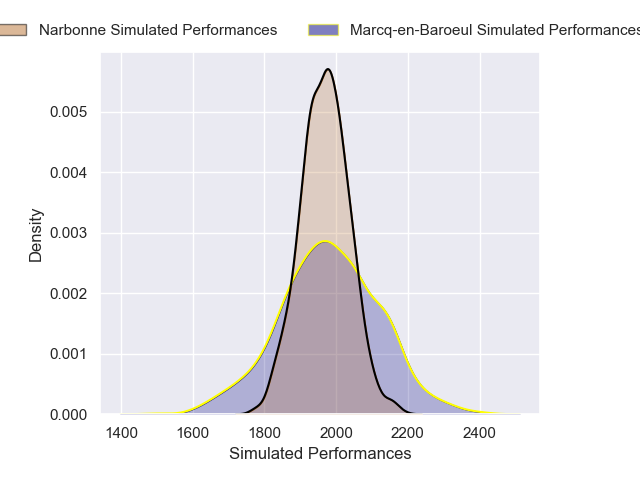 Narbonne Simulated Performances Marcq-en-Baroeul Simulated Performances
0.005
0.004
0.003
0.002
0.001
0.000
Density
1400 1600 1800 2000 2200 2400
Simulated Performances